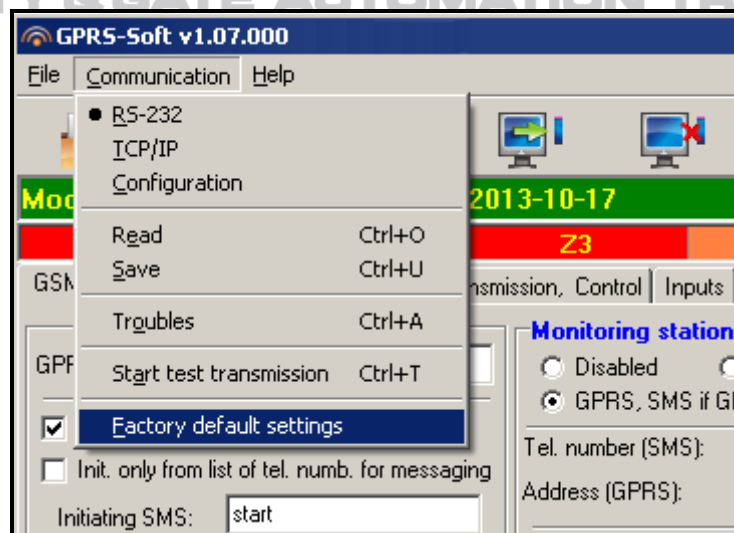 & GATE AUTOMATION
GPRS-Soft v1.07.000
File Communication Help
RS-232
TCP/IP
Configuration
Read Ctrl+O
Save Ctrl+U
Troubles Ctrl+A
Start test transmission Ctrl+T
Factory default settings
2013-10-17
Z3
Control Inputs
Monitoring station
Disabled
GPRS, SMS if
Init. only from list of tel. numb. for messaging
Initiating SMS: start
Tel. number (SMS):
Address (GPRS):